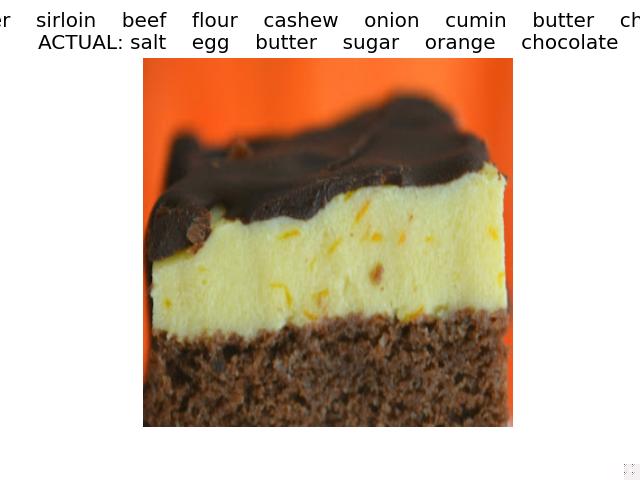 sirloin beef flour cashew onion cumin butter
ACTUAL: salt egg butter sugar orange chocolate